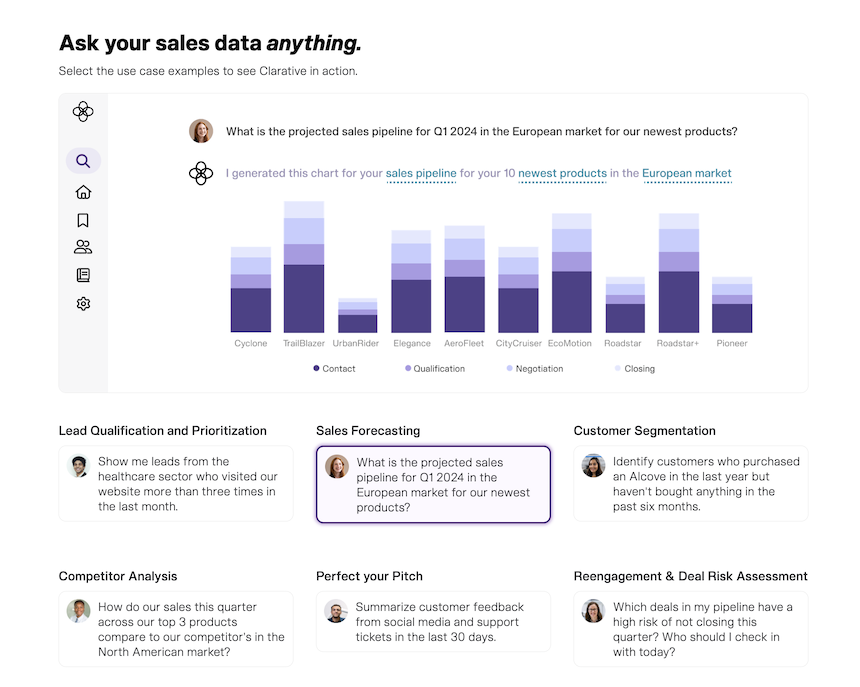 Ask your sales data anything.
Select the use case examples to see Clarative in action.
What is the projected sales pipeline for Q1 2024 in the European market for our newest products?
I generated this chart for your sales pipeline for your 10 newest products in the European market
Cyclone TrailBlazer UrbanRider Elegance AeroFleet CityCruiser EcoMotion Roadstar Roadstar+ Pioneer
Contact Qualification Negotiation Closing
Lead Qualification and Prioritization
Show me leads from the
healthcare sector who visited our
website more than three times in
the last month.
Sales Forecasting
What is the projected sales
pipeline for Q1 2024 in the
European market for our newest
products?
Customer Segmentation
Identify customers who purchased
an Alcove in the last year but
haven't bought anything in the
past six months.
Competitor Analysis
How do our sales this quarter
across our top 3 products
compare to our competitor's in the
North American market?
Perfect your Pitch
Summarize customer feedback
from social media and support
tickets in the last 30 days.
Reengagement & Deal Risk Assessment
Which deals in my pipeline have a
high risk of not closing this
quarter? Who should I check in
with today?